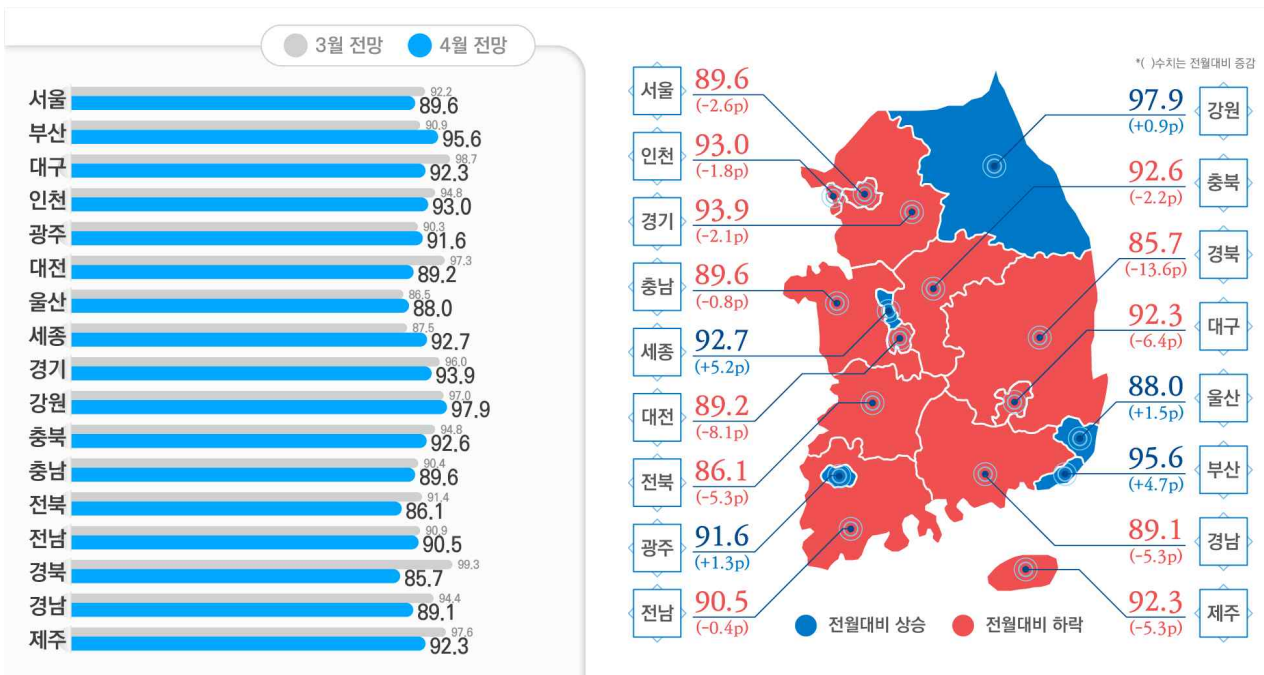 3월 전망 4월 전망
서울 92.2 89.6
부산 90.9 95.6
대구 98.7 92.3
인천 94.8 93.0
광주 90.3 91.6
대전 97.3 89.2
울산 86.5 88.0
세종 87.5 92.7
경기 96.0 93.9
강원 97.0 97.9
충북 94.8 92.6
충남 90.4 89.6
전북 91.4 86.1
전남 90.9 90.5
경북 99.3 85.7
경남 94.4 89.1
제주 97.6 92.3
*( )수치는 전월대비 증감
서울 89.6
(-2.6p)
인천 93.0
(-1.8p)
경기 93.9
(-2.1p)
충남 89.6
(-0.8p)
세종 92.7
(+5.2p)
대전 89.2
(-8.1p)
전북 86.1
(-5.3p)
광주 91.6
(+1.3p)
전남 90.5
(-0.4p)
97.9 강원
(+0.9p)
92.6 충북
(-2.2p)
85.7 경북
(-13.6p)
92.3 대구
(-6.4p)
88.0 울산
(+1.5p)
95.6 부산
(+4.7p)
89.1 경남
(-5.3p)
92.3 제주
(-5.3p)
전월대비 상승 전월대비 하락